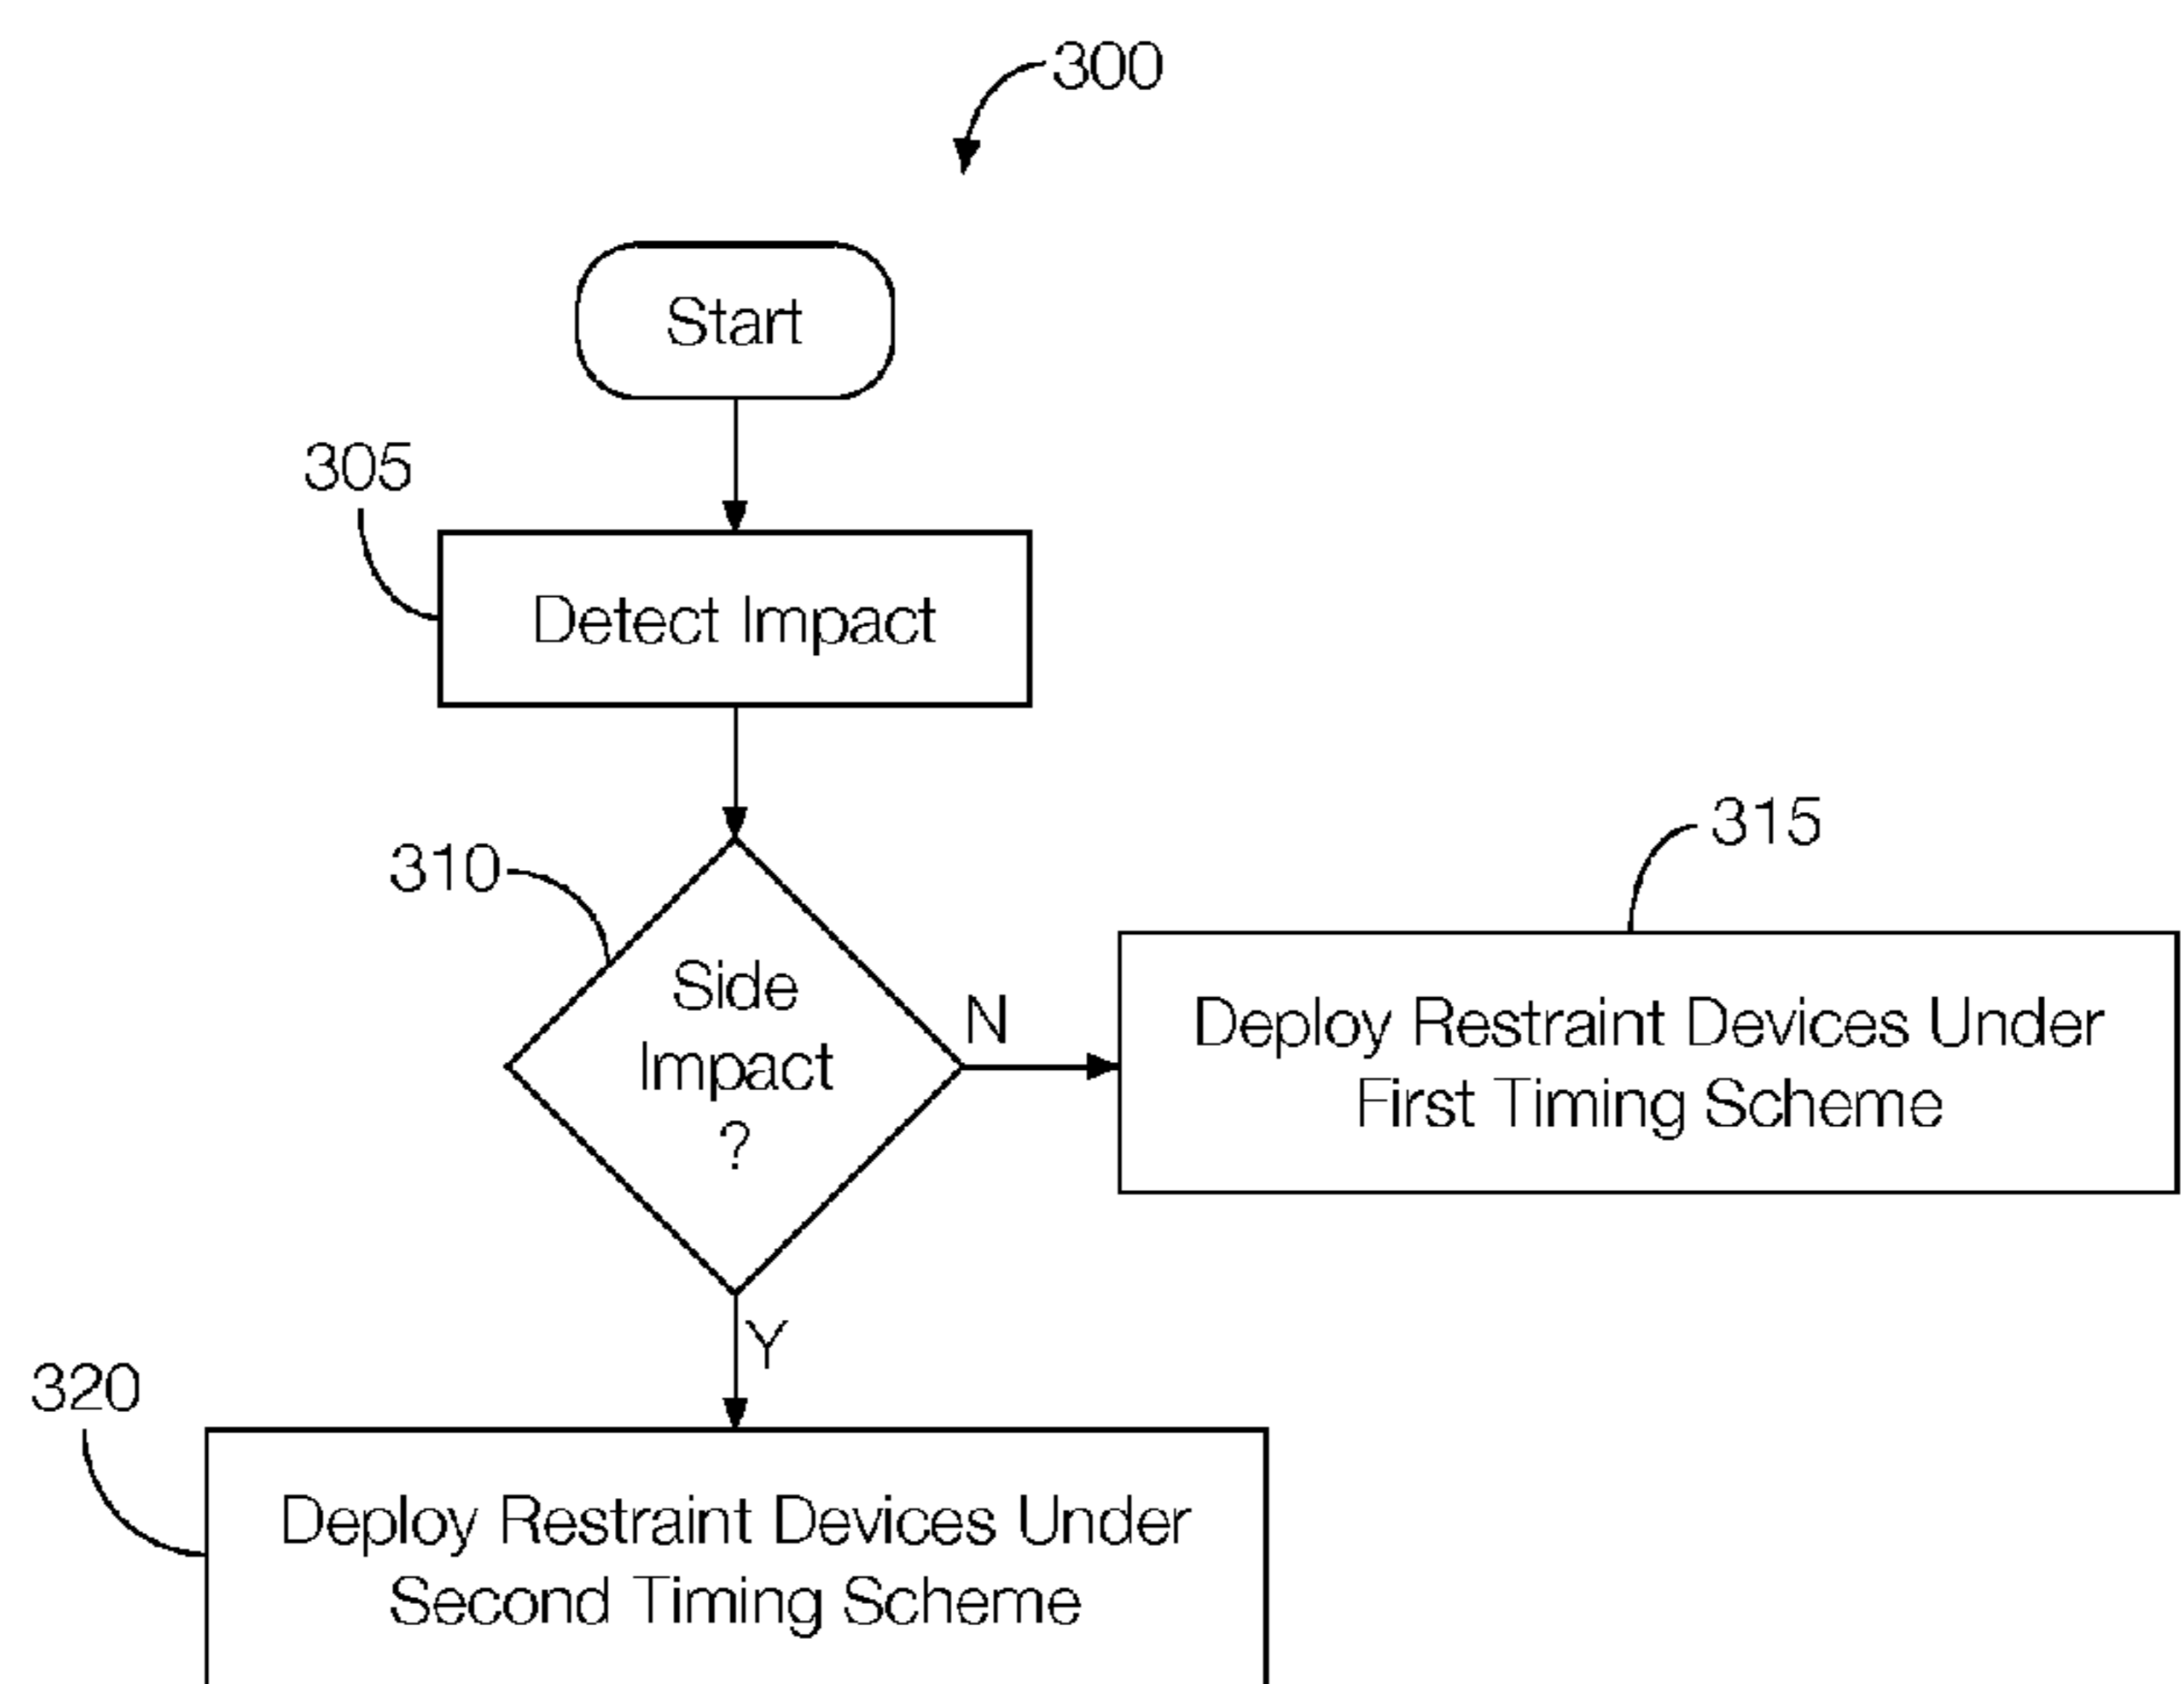 300
Start
305
Detect Impact
310
Side
Impact
?
N
315
Deploy Restraint Devices Under
First Timing Scheme
Y
320
Deploy Restraint Devices Under
Second Timing Scheme